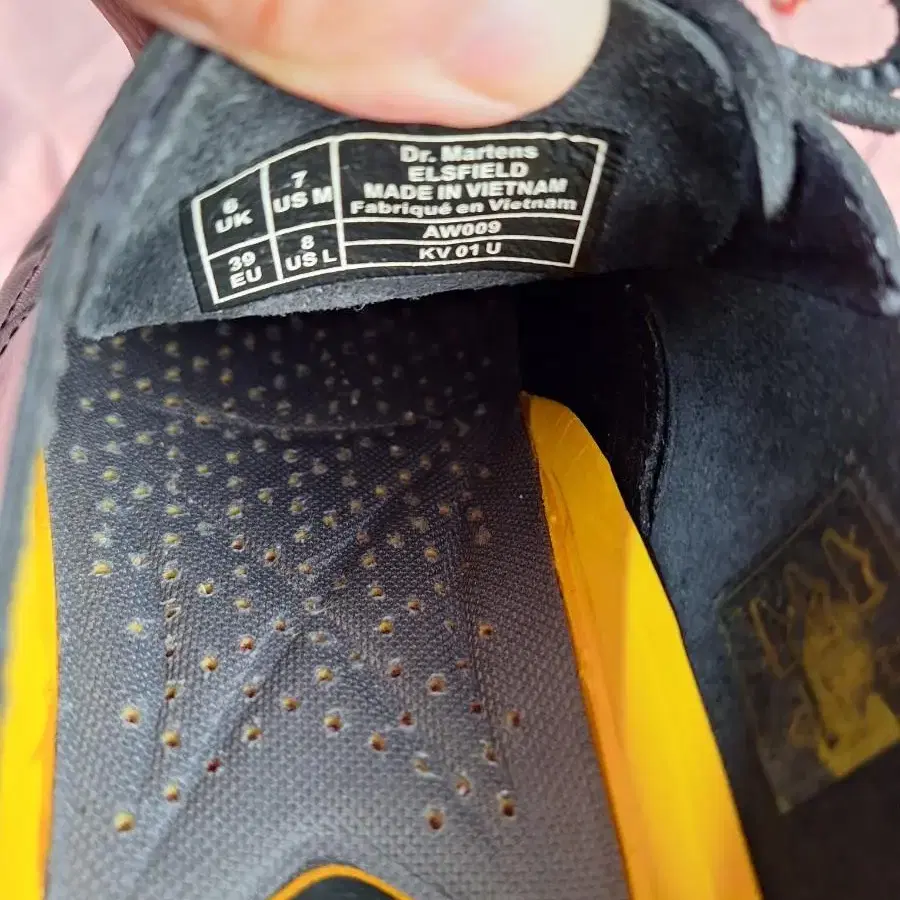 6
UK
7
US M
39
EU
8
US L
Dr. Martens
ELSFIELD
MADE IN VIETNAM
Fabriqué en Vietnam
AW009
KV 01 U